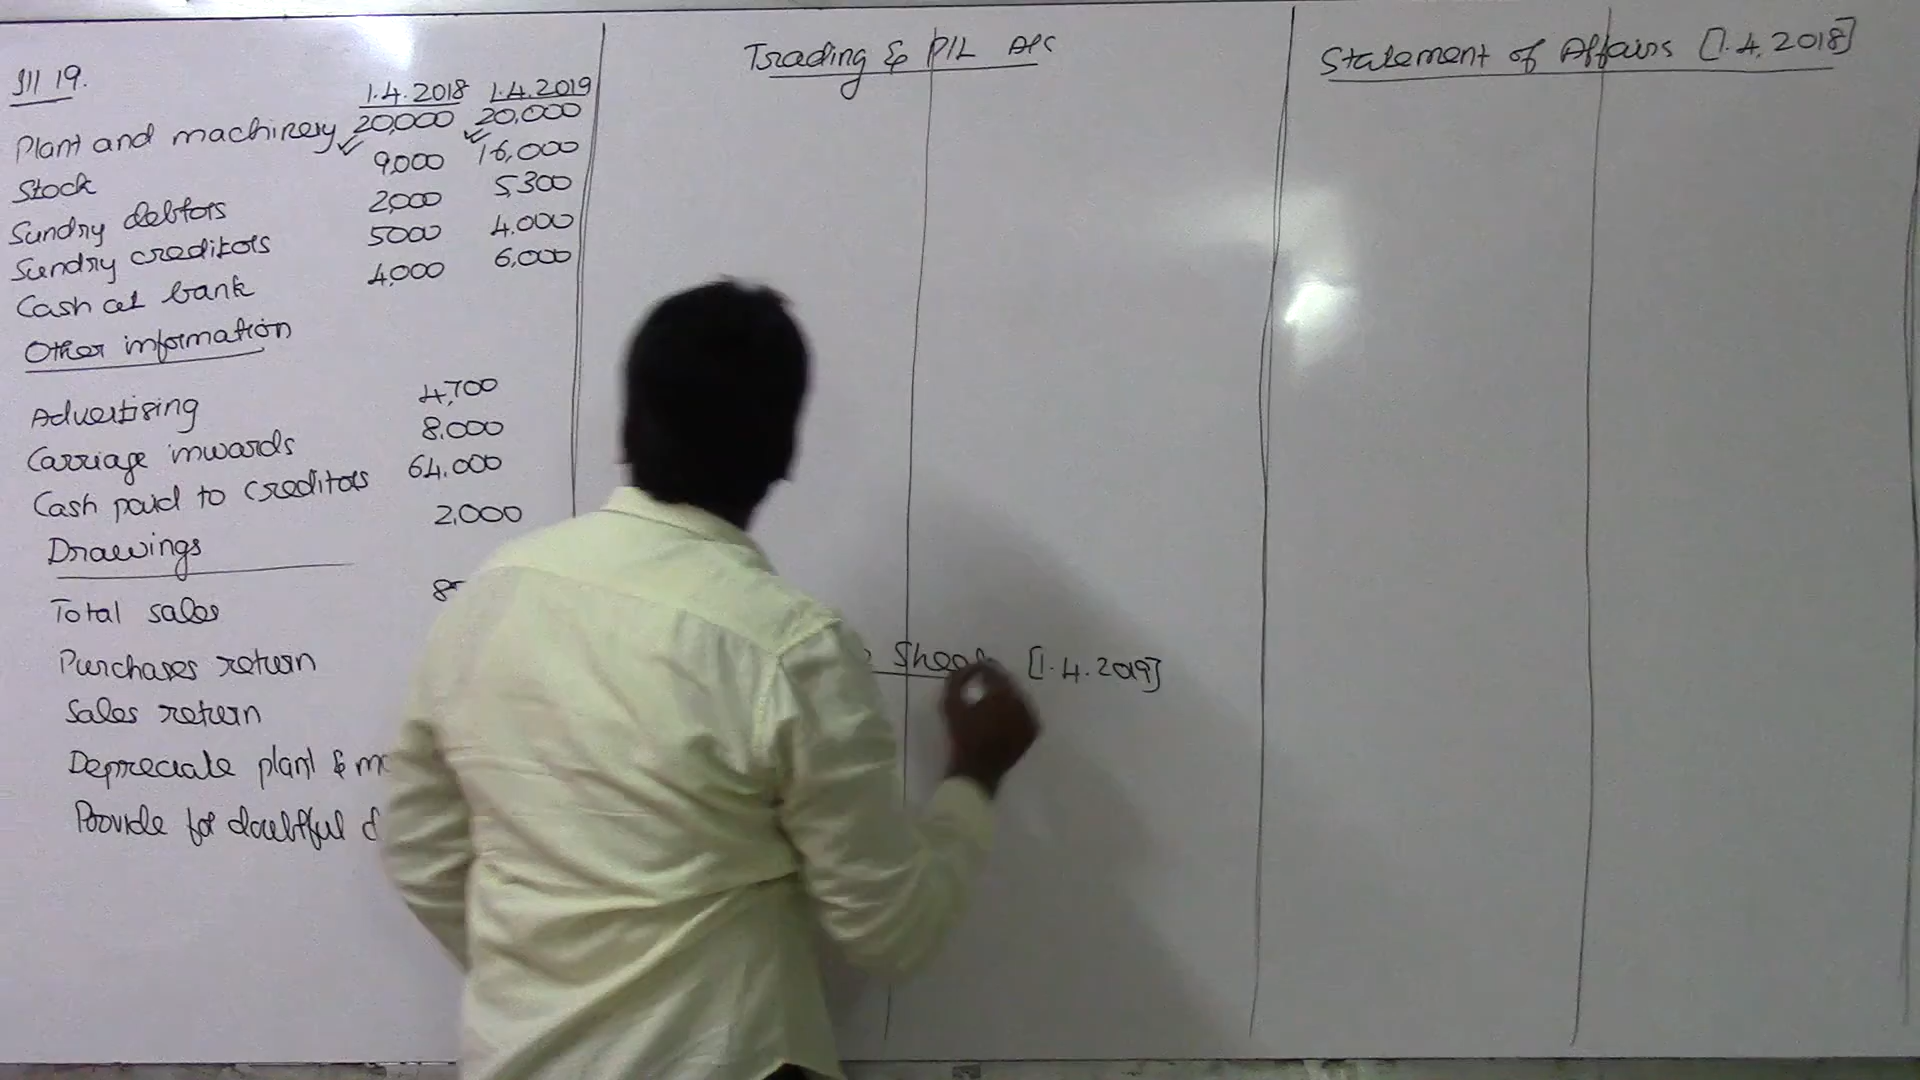 Ill 19.
1.4.2018 1.4.2019
Plant and machinery 20,000 20,000
Stock 9,000 16,000
Sundry debtors 2,000 5,300
Sundry creditors 5000 4.000
Cash at bank 4,000 6,000
Other information
Advertising 4,700
Carriage inwards 8.000
Cash paid to creditors 64.000
Drawings 2,000
Total sales
Purchases return
Sales return
Depreciate plant &
Provide for doubtful
Trading & P/L A/C
Sheet [1.4.2019]
Statement of Affairs [1.4.2018]